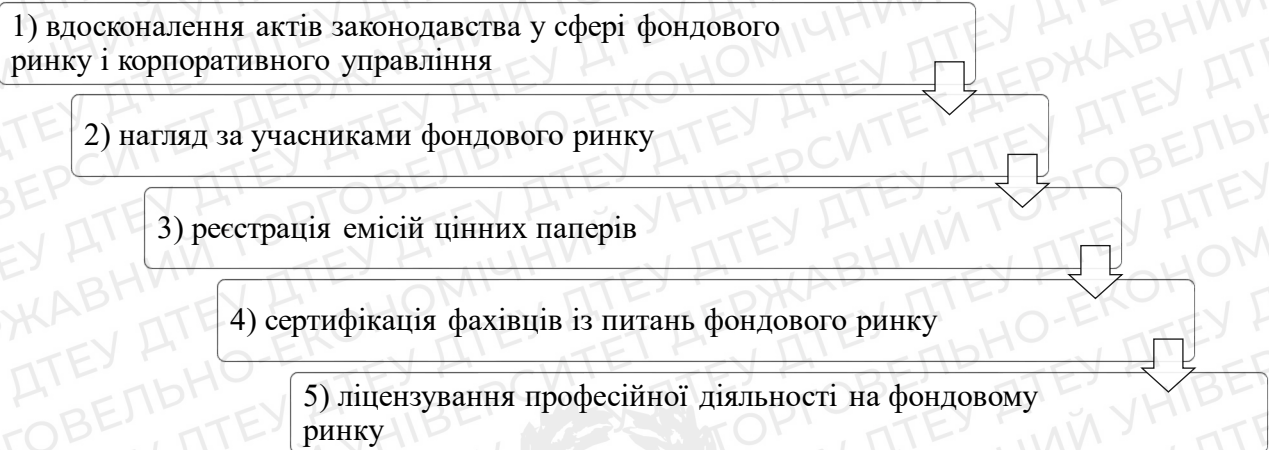 1) вдосконалення актів законодавства у сфері фондового
ринку і корпоративного управління
2) нагляд за учасниками фондового ринку
3) реєстрація емісій цінних паперів
4) сертифікація фахівців із питань фондового ринку
5) ліцензування професійної діяльності на фондовому
ринку